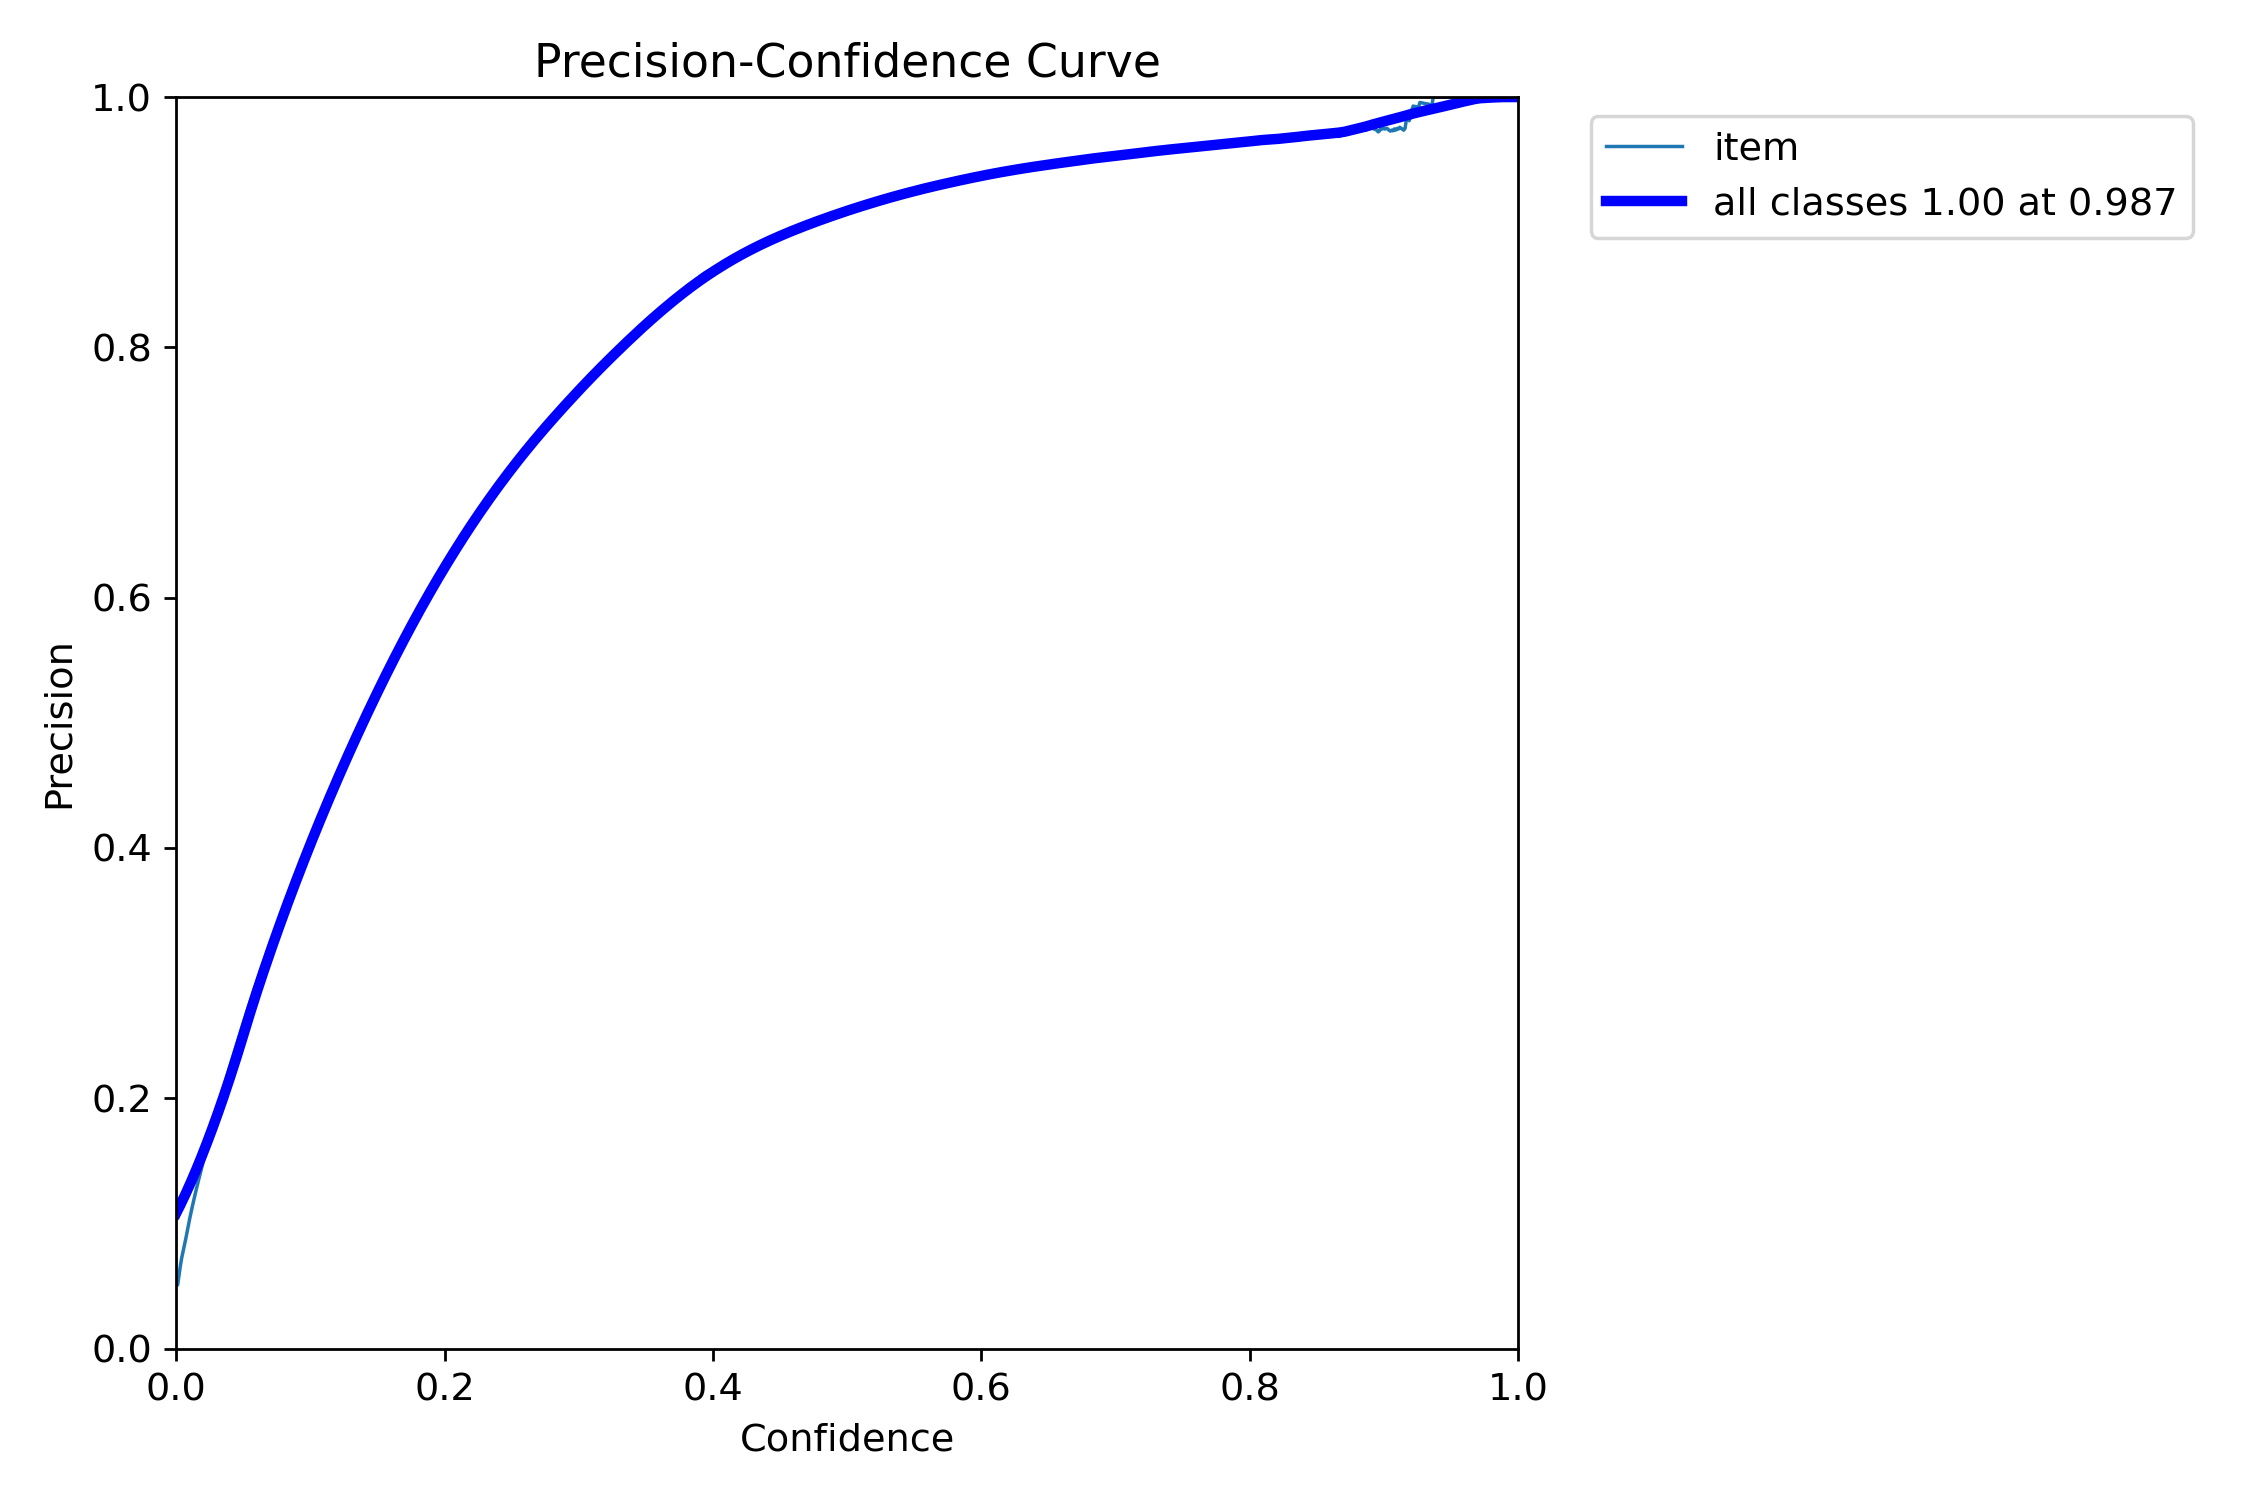 Precision-Confidence Curve
1.0
0.8
0.6
0.4
0.2
0.0
Precision
0.0 0.2 0.4 0.6 0.8 1.0
Confidence
item
all classes 1.00 at 0.987